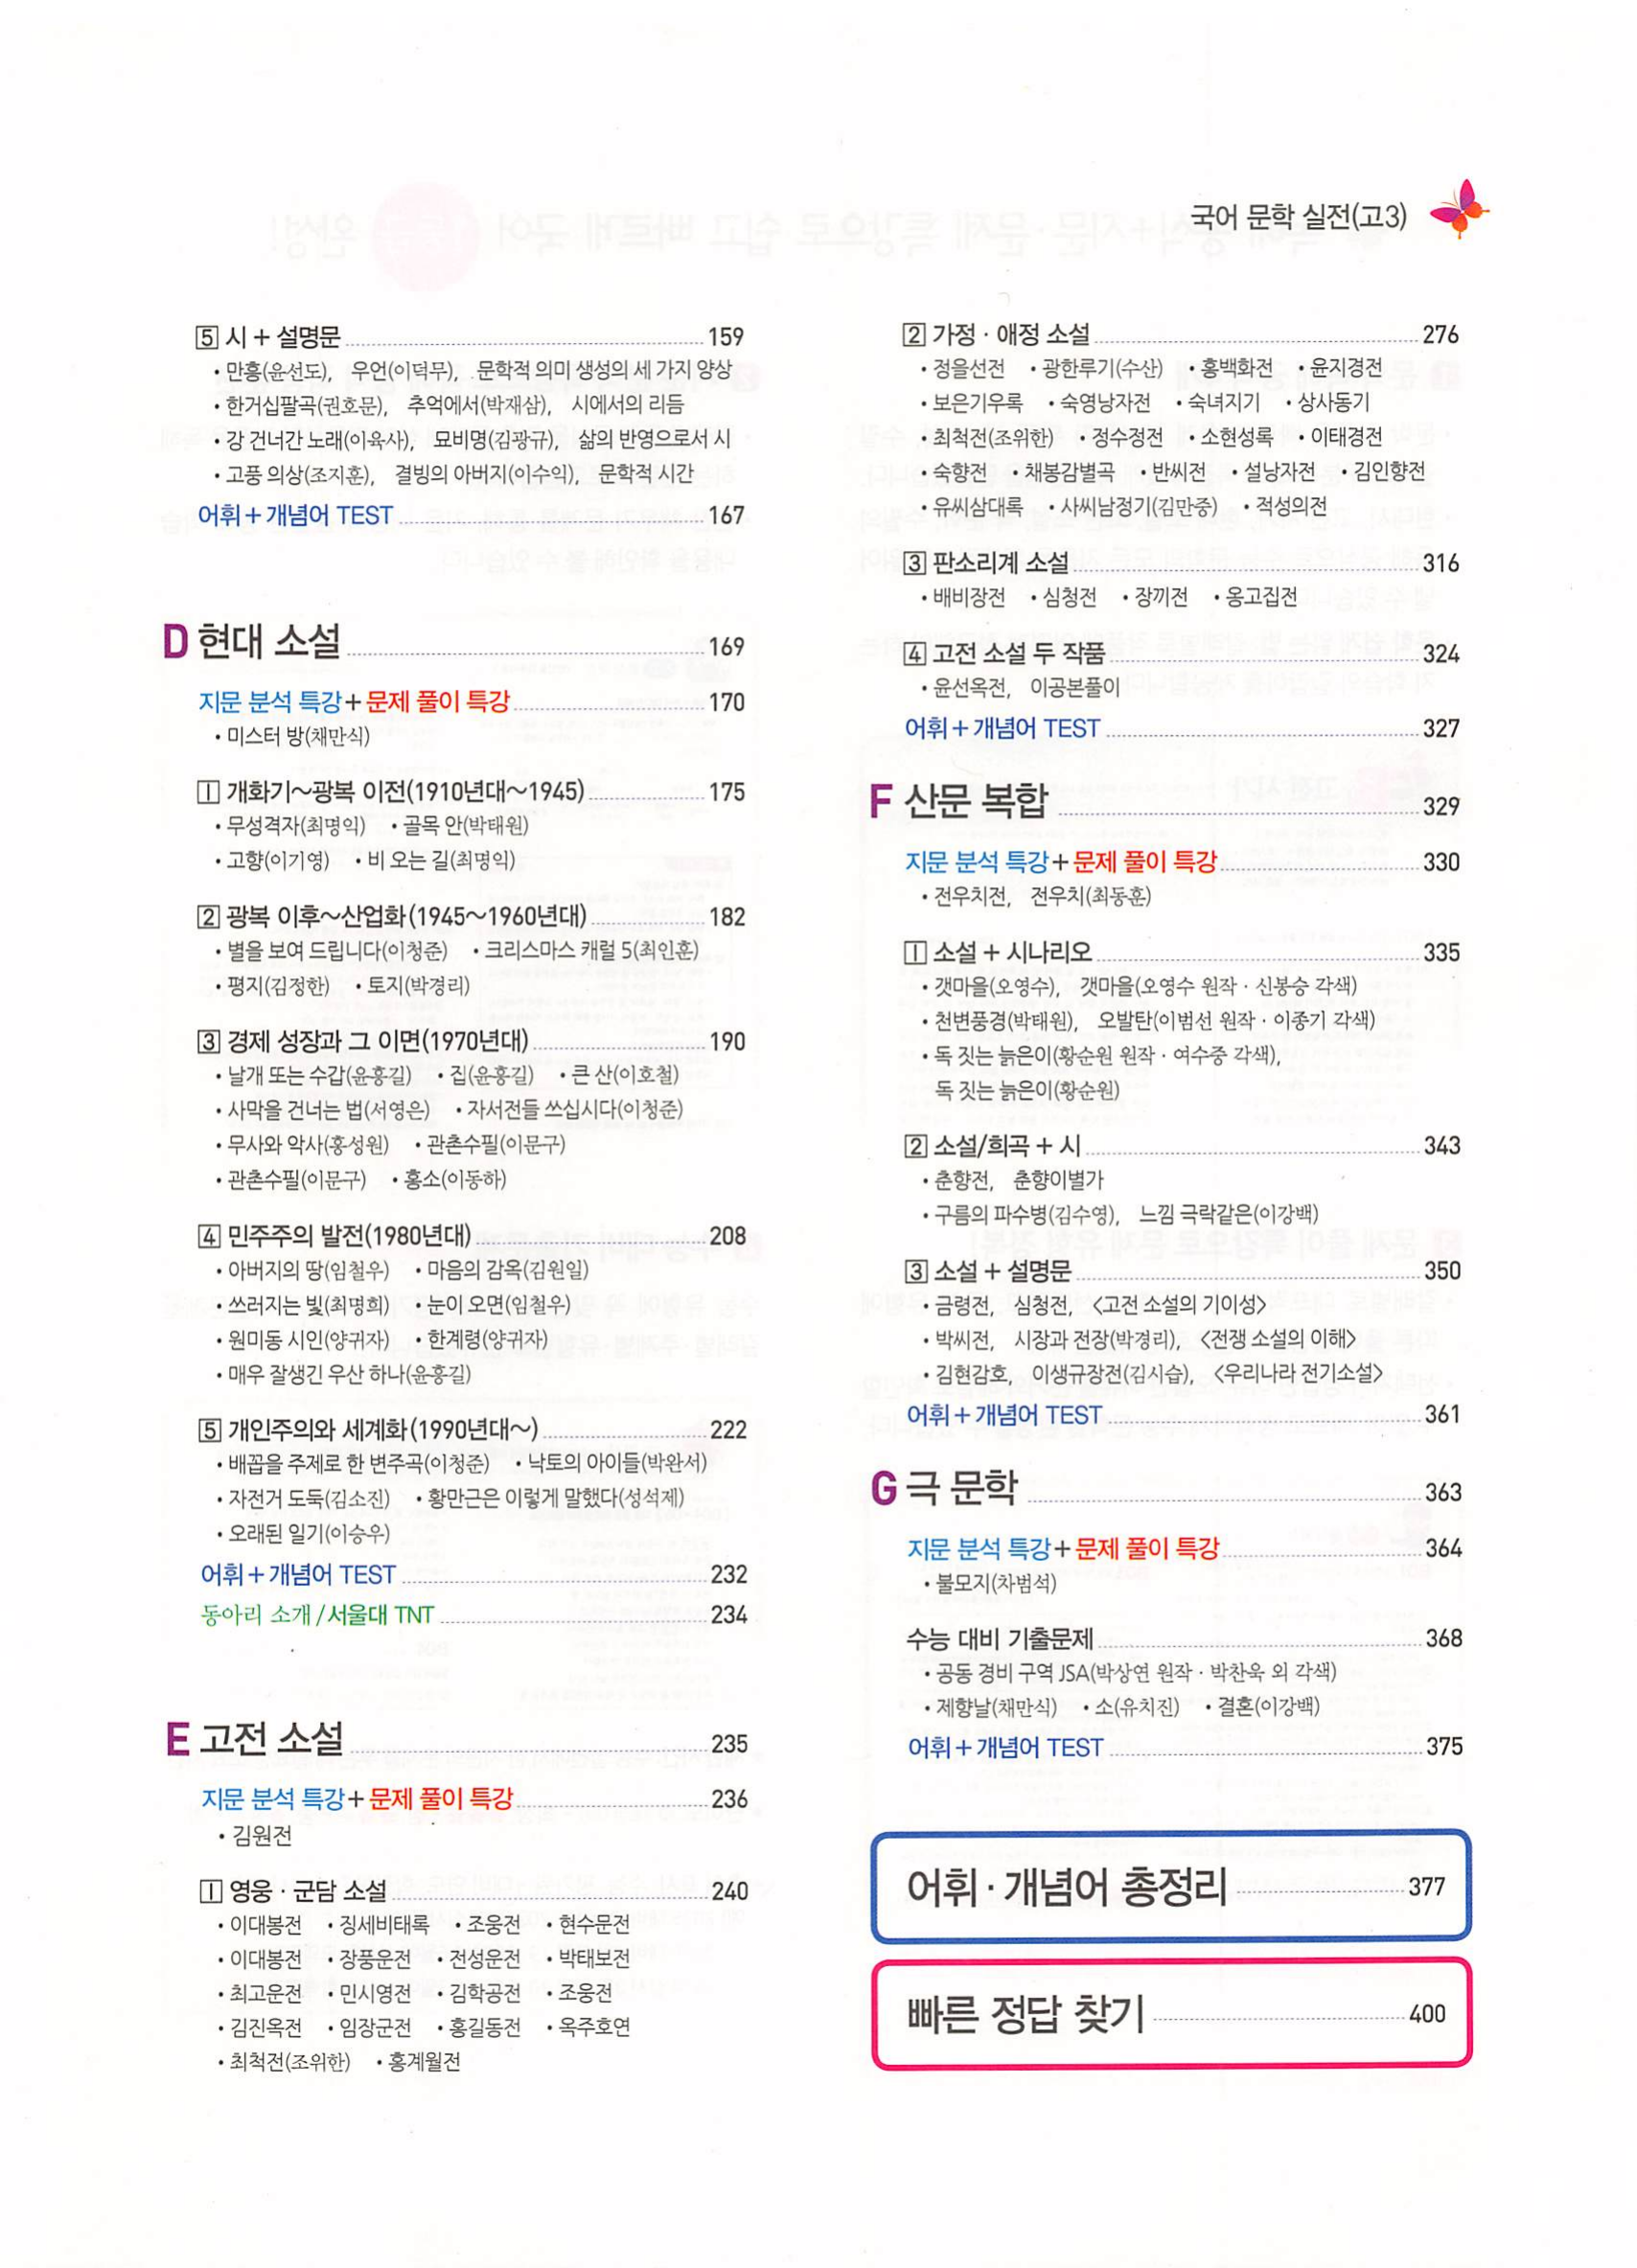 국어 문학 실전(고3)
5 시 + 설명문 159
• 만흥(윤선도), 우언(이덕무), 문학적 의미 생성의 세 가지 양상
• 한거십팔곡(권호문), 추억에서(박재삼), 시에서의 리듬
• 강 건너간 노래(이육사), 묘비명(김광규), 삶의 반영으로서 시
• 고풍 의상(조지훈), 결빙의 아버지(이수익), 문학적 시간
어휘 + 개념어 TEST 167
D 현대 소설 169
지문 분석 특강 + 문제 풀이 특강 170
• 미스터 방(채만식)
1 개화기~광복 이전(1910년대~1945) 175
• 무성격자(최명익) • 골목 안(박태원)
• 고향(이기영) • 비 오는 길(최명익)
2 광복 이후~산업화(1945~1960년대) 182
• 별을 보여 드립니다(이청준) • 크리스마스 캐럴 5(최인훈)
• 평지(김정한) • 토지(박경리)
3 경제 성장과 그 이면(1970년대) 190
• 날개 또는 수갑(윤흥길) • 집(윤흥길) • 큰 산(이호철)
• 사막을 건너는 법(서영은) • 자서전들 쓰십시다(이청준)
• 무사와 악사(홍성원) • 관촌수필(이문구)
• 관촌수필(이문구) • 홍소(이동하)
4 민주주의 발전(1980년대) 208
• 아버지의 땅(임철우) • 마음의 감옥(김원일)
• 쓰러지는 빛(최명희) • 눈이 오면(임철우)
• 원미동 시인(양귀자) • 한계령(양귀자)
• 매우 잘생긴 우산 하나(윤흥길)
5 개인주의와 세계화(1990년대~) 222
• 배꼽을 주제로 한 변주곡(이청준) • 낙토의 아이들(박완서)
• 자전거 도둑(김소진) • 황만근은 이렇게 말했다(성석제)
• 오래된 일기(이승우)
어휘 + 개념어 TEST 232
동아리 소개 / 서울대 TNT 234
E 고전 소설 235
지문 분석 특강 + 문제 풀이 특강 236
• 김원전
1 영웅 · 군담 소설 240
• 이대봉전 • 징세비태록 • 조웅전 • 현수문전
• 이대봉전 • 장풍운전 • 전성운전 • 박태보전
• 최고운전 • 민시영전 • 김학공전 • 조웅전
• 김진옥전 • 임장군전 • 홍길동전 • 옥주호연
• 최척전(조위한) • 홍계월전
2 가정 · 애정 소설 276
• 정을선전 • 광한루기(수산) • 홍백화전 • 윤지경전
• 보은기우록 • 숙영낭자전 • 숙녀지기 • 상사동기
• 최척전(조위한) • 정수정전 • 소현성록 • 이태경전
• 숙향전 • 채봉감별곡 • 박씨전 • 설낭자전 • 김인향전
• 유씨삼대록 • 사씨남정기(김만중) • 적성의전
3 판소리계 소설 316
• 배비장전 • 심청전 • 장끼전 • 옹고집전
4 고전 소설 두 작품 324
• 윤선옥전, 이공본풀이
어휘 + 개념어 TEST 327
F 산문 복합 329
지문 분석 특강 + 문제 풀이 특강 330
• 전우치전, 전우치(최동훈)
1 소설 + 시나리오 335
• 갯마을(오영수), 갯마을(오영수 원작 · 신봉승 각색)
• 천변풍경(박태원), 오발탄(이범선 원작 · 이종기 각색)
• 독 짓는 늙은이(황순원 원작 · 여수중 각색),
독 짓는 늙은이(황순원)
2 소설/희곡 + 시 343
• 춘향전, 춘향이별가
• 구름의 파수병(김수영), 느낌 극락같은(이강백)
3 소설 + 설명문 350
• 금령전, 심청전, <고전 소설의 기이성>
• 박씨전, 시장과 전장(박경리), <전쟁 소설의 이해>
• 김현감호, 이생규장전(김시습), <우리나라 전기소설>
어휘 + 개념어 TEST 361
G 극 문학 363
지문 분석 특강 + 문제 풀이 특강 364
• 불모지(차범석)
수능 대비 기출문제 368
• 공동 경비 구역 JSA(박상연 원작 · 박찬욱 외 각색)
• 제향날(채만식) • 소(유치진) • 결혼(이강백)
어휘 + 개념어 TEST 375
어휘 · 개념어 총정리 377
빠른 정답 찾기 400